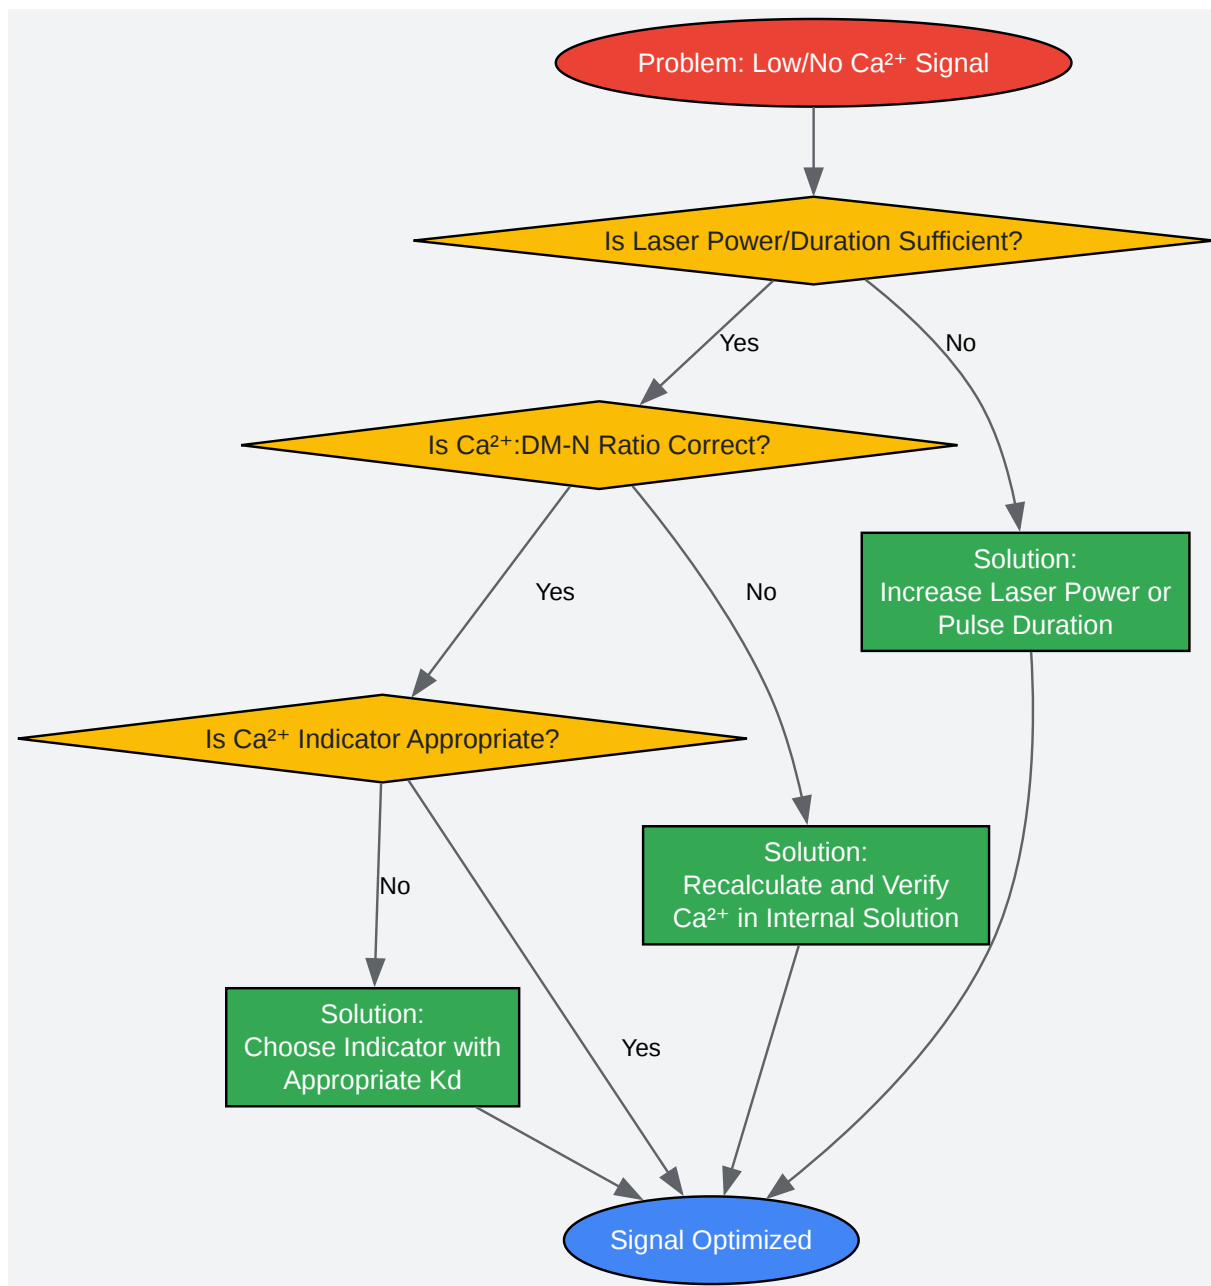 Problem: Low/No Ca²⁺ Signal
Is Laser Power/Duration Sufficient?
Yes
No
Is Ca²⁺:DM-N Ratio Correct?
Solution:
Increase Laser Power or
Pulse Duration
Yes
No
Is Ca²⁺ Indicator Appropriate?
Solution:
Recalculate and Verify
Ca²⁺ in Internal Solution
No
Solution:
Choose Indicator with
Appropriate Kd
Yes
Signal Optimized